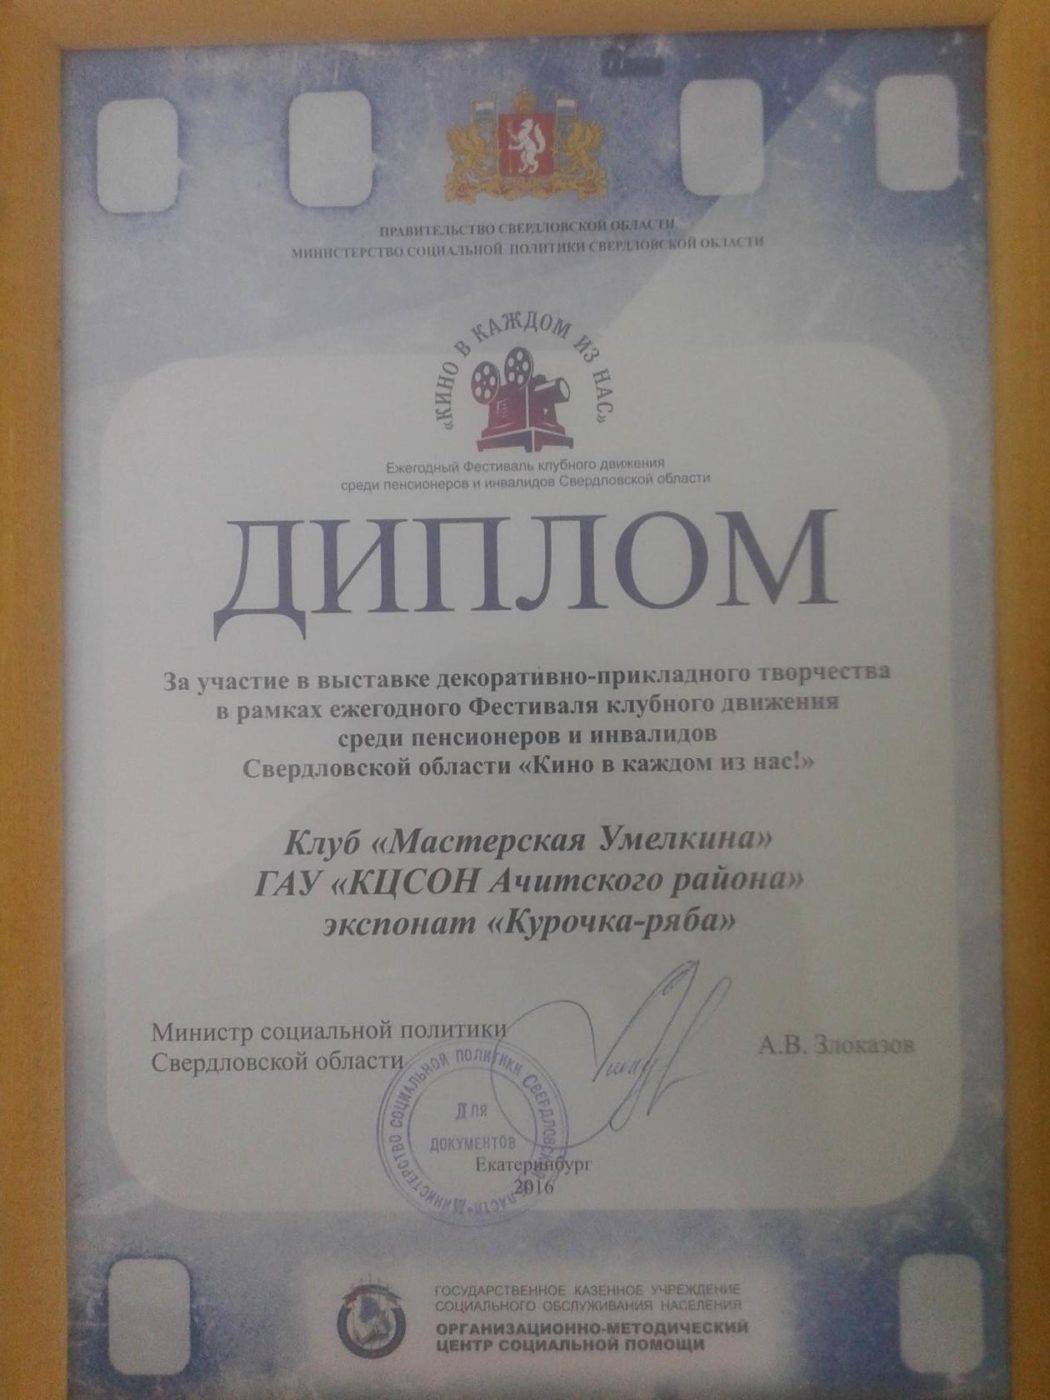 ПРАВИТЕЛЬСТВО СВЕРДЛОВСКОЙ ОБЛАСТИ
МИНИСТЕРСТВО СОЦИАЛЬНОЙ ПОЛИТИКИ СВЕРДЛОВСКОЙ ОБЛАСТИ
«КИНО В КАЖДОМ ИЗ НАС»
Ежегодный Фестиваль клубного движения
среди пенсионеров и инвалидов Свердловской области
ДИПЛОМ
За участие в выставке декоративно-прикладного творчества
в рамках ежегодного Фестиваля клубного движения
среди пенсионеров и инвалидов
Свердловской области «Кино в каждом из нас!»
Клуб «Мастерская Умелкина»
ГАУ «КЦСОН Ачитского района»
экспонат «Курочка-ряба»
Министр социальной политики
Свердловской области
А.В. Злоказов
МИНИСТЕРСТВО СОЦИАЛЬНОЙ ПОЛИТИКИ СВЕРДЛОВСКОЙ ОБЛАСТИ
ДЛЯ
ДОКУМЕНТОВ
Екатеринбург
2016
ГОСУДАРСТВЕННОЕ КАЗЕННОЕ УЧРЕЖДЕНИЕ
СОЦИАЛЬНОГО ОБСЛУЖИВАНИЯ НАСЕЛЕНИЯ
ОРГАНИЗАЦИОННО-МЕТОДИЧЕСКИЙ
ЦЕНТР СОЦИАЛЬНОЙ ПОМОЩИ